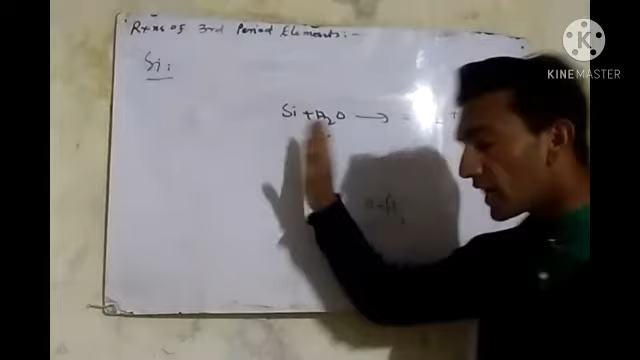 Rxns of 3rd Period Elements:-
Si:
Si + H₂O →
KINEMASTER